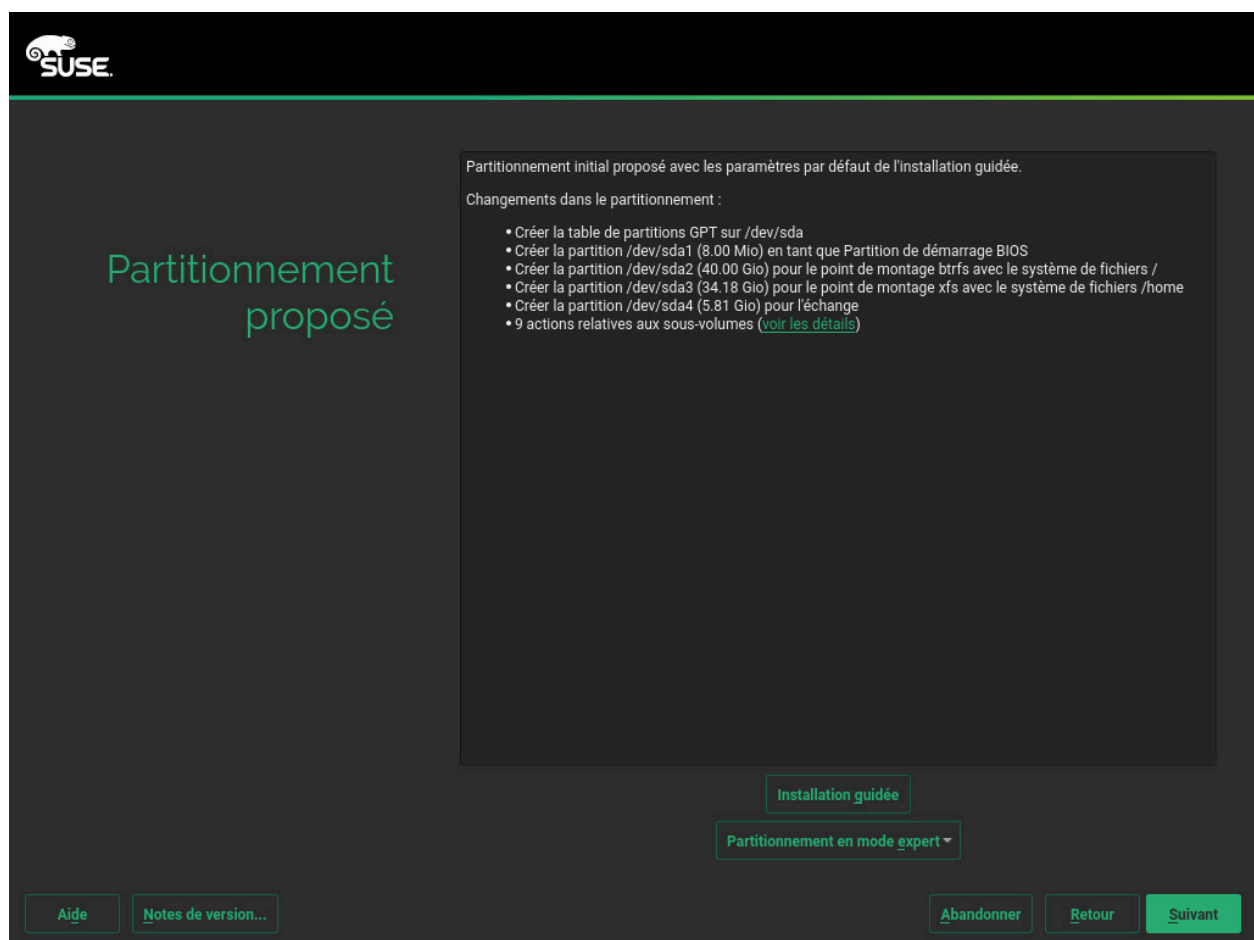 SUSE.
Partitionnement
proposé
Partitionnement initial proposé avec les paramètres par défaut de l'installation guidée.
Changements dans le partitionnement :
• Créer la table de partitions GPT sur /dev/sda
• Créer la partition /dev/sda1 (8.00 Mio) en tant que Partition de démarrage BIOS
• Créer la partition /dev/sda2 (40.00 Gio) pour le point de montage btrfs avec le système de fichiers /
• Créer la partition /dev/sda3 (34.18 Gio) pour le point de montage xfs avec le système de fichiers /home
• Créer la partition /dev/sda4 (5.81 Gio) pour l'échange
• 9 actions relatives aux sous-volumes (voir les détails)
Installation guidée
Partitionnement en mode expert
Aide
Notes de version...
Abandonner
Retour
Suivant